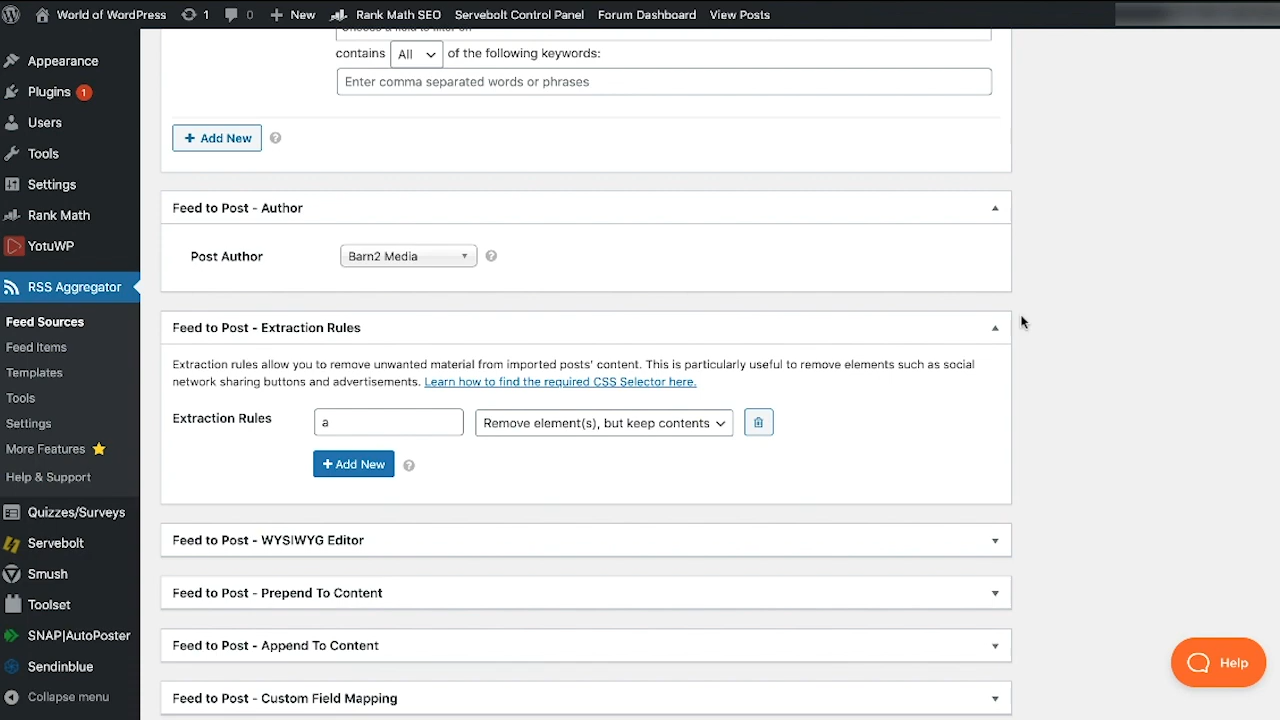 World of WordPress 1 0 New Rank Math SEO Servebolt Control Panel Forum Dashboard View Posts
Appearance
Plugins 1
Users
Tools
Settings
Rank Math
YotuWP
RSS Aggregator
Feed Sources
Feed Items
Templates
Tools
Settings
More Features
Help & Support
Quizzes/Surveys
Servebolt
Smush
Toolset
SNAP|AutoPoster
Sendinblue
Collapse menu
contains All of the following keywords:
Enter comma separated words or phrases
+ Add New
Feed to Post - Author
Post Author Barn2 Media
Feed to Post - Extraction Rules
Extraction rules allow you to remove unwanted material from imported posts' content. This is particularly useful to remove elements such as social
network sharing buttons and advertisements. Learn how to find the required CSS Selector here.
Extraction Rules a Remove element(s), but keep contents
+ Add New
Feed to Post - WYSIWYG Editor
Feed to Post - Prepend To Content
Feed to Post - Append To Content
Feed to Post - Custom Field Mapping
Help